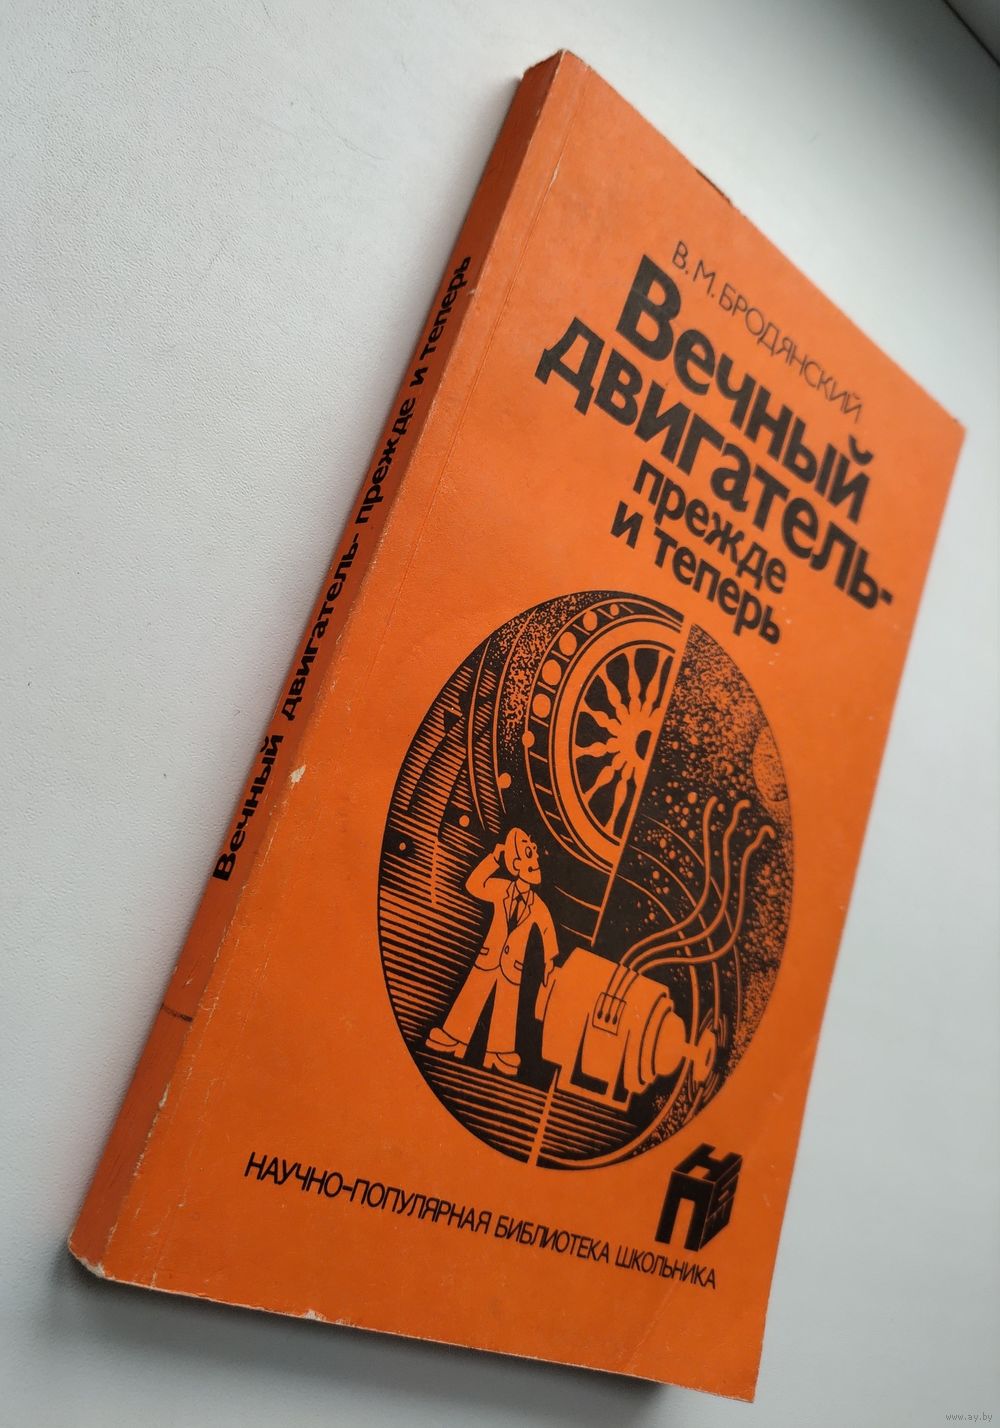 В. М. БРОДЯНСКИЙ
Вечный
двигатель-
прежде
и теперь
НАУЧНО-ПОПУЛЯРНАЯ БИБЛИОТЕКА ШКОЛЬНИКА
Вечный двигатель- прежде и теперь
www.ay.by